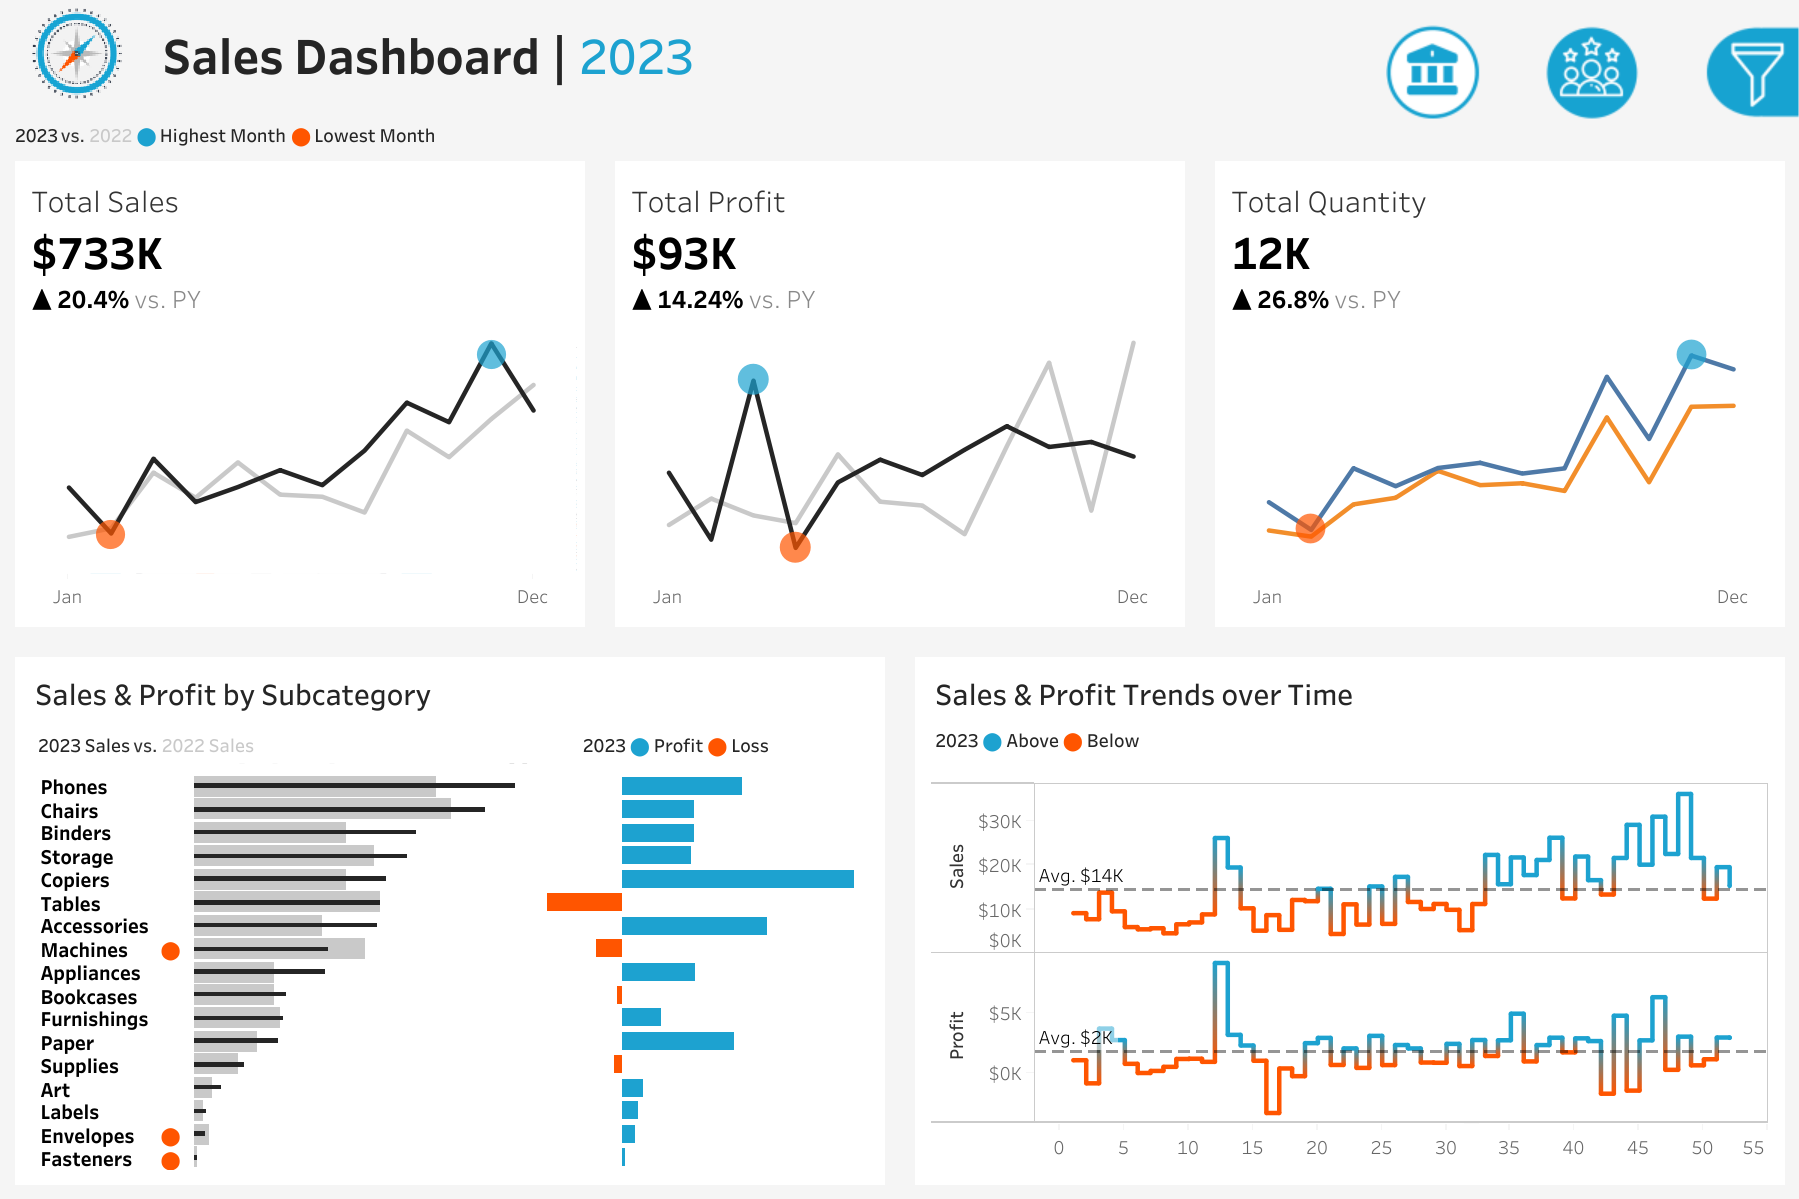 Sales Dashboard | 2023
2023 vs. 2022 Highest Month Lowest Month
Total Sales
$733K
▲ 20.4% vs. PY
Jan Dec
Total Profit
$93K
▲ 14.24% vs. PY
Jan Dec
Total Quantity
12K
▲ 26.8% vs. PY
Jan Dec
Sales & Profit by Subcategory
2023 Sales vs. 2022 Sales
2023 Profit Loss
Phones
Chairs
Binders
Storage
Copiers
Tables
Accessories
Machines
Appliances
Bookcases
Furnishings
Paper
Supplies
Art
Labels
Envelopes
Fasteners
Sales & Profit Trends over Time
2023 Above Below
Sales
$30K
$20K
Avg. $14K
$10K
$0K
Profit
$5K
Avg. $2K
$0K
0 5 10 15 20 25 30 35 40 45 50 55